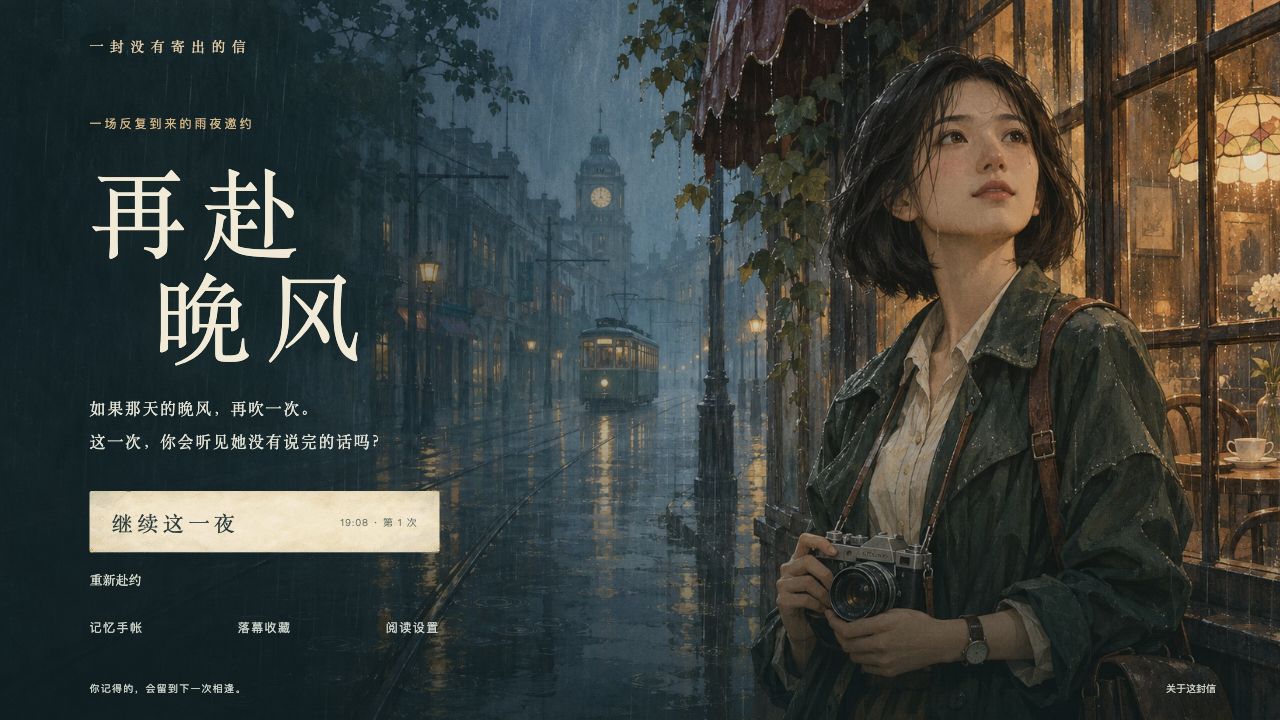 一封没有寄出的信
一场反复到来的雨夜邀约
再赴
晚风
如果那天的晚风，再吹一次。
这一次，你会听见她没有说完的话吗？
继续这一夜
19:08 · 第 1 次
重新赴约
记忆手帐
落幕收藏
阅读设置
你记得的，会留到下一次相逢。
关于这封信